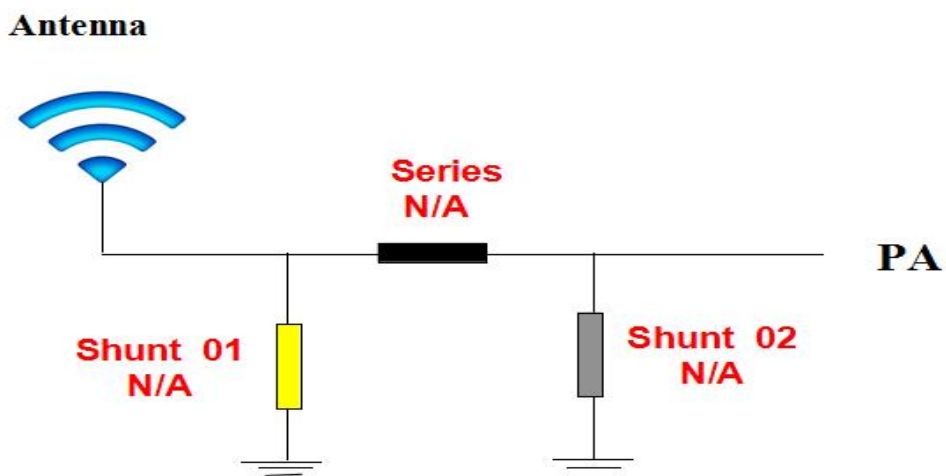 Antenna
Series
N/A
PA
Shunt 01
N/A
Shunt 02
N/A